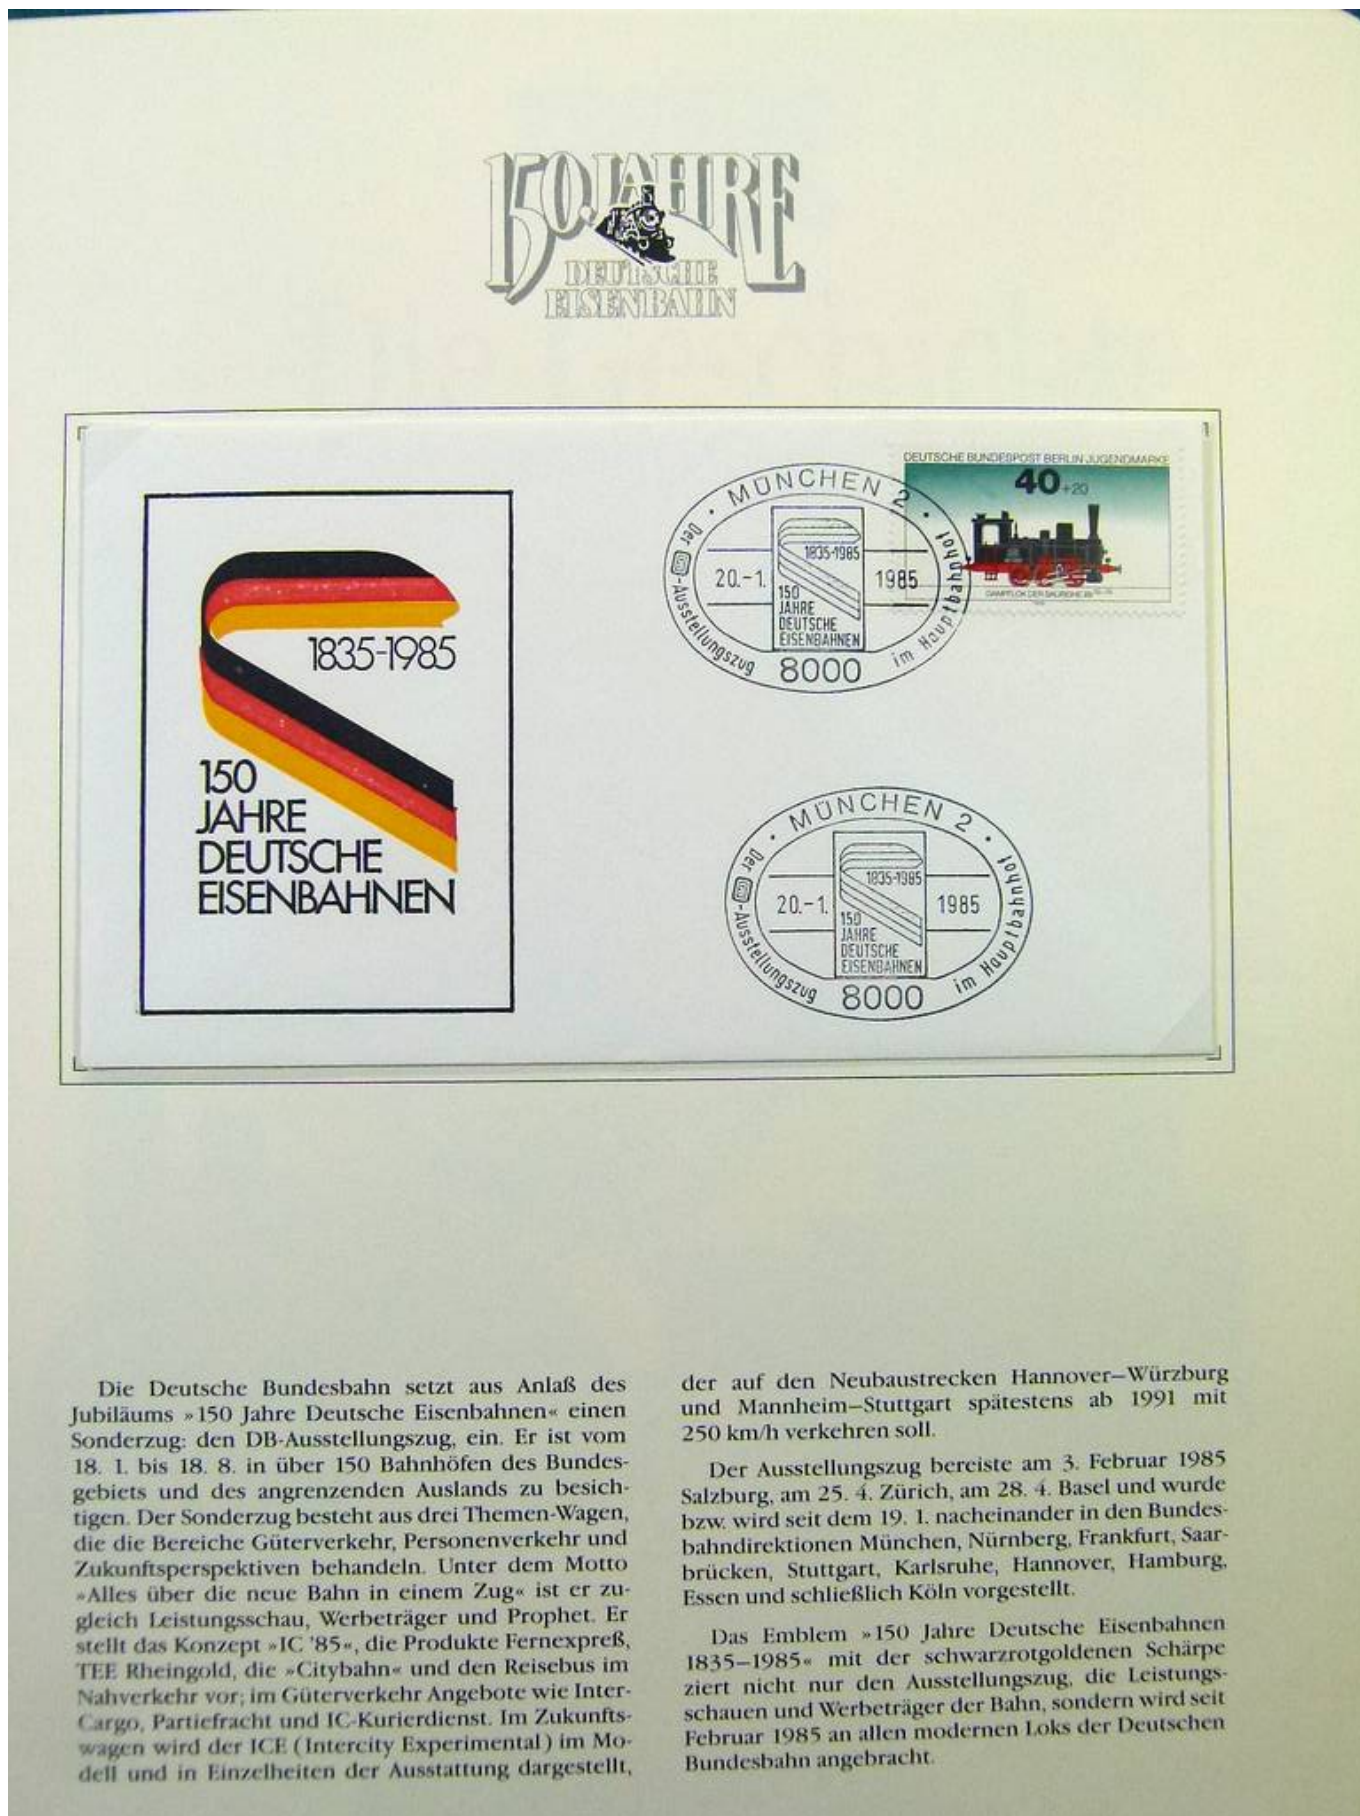 150 JAHRE
DEUTSCHE
EISENBAHN
1835-1985
150
JAHRE
DEUTSCHE
EISENBAHNEN
DEUTSCHE BUNDESPOST BERLIN JUGENDMARKE
40+20
DAMPFLOK DER BAUREIHE 89
MÜNCHEN 2
Der DB-Ausstellungszug
im Hauptbahnhof
20.-1.
1985
1835-1985
150
JAHRE
DEUTSCHE
EISENBAHNEN
8000
MÜNCHEN 2
Der DB-Ausstellungszug
im Hauptbahnhof
20.-1.
1985
1835-1985
150
JAHRE
DEUTSCHE
EISENBAHNEN
8000
Die Deutsche Bundesbahn setzt aus Anlaß des
Jubiläums »150 Jahre Deutsche Eisenbahnen« einen
Sonderzug: den DB-Ausstellungszug, ein. Er ist vom
18. 1. bis 18. 8. in über 150 Bahnhöfen des Bundes-
gebiets und des angrenzenden Auslands zu besich-
tigen. Der Sonderzug besteht aus drei Themen-Wagen,
die die Bereiche Güterverkehr, Personenverkehr und
Zukunftsperspektiven behandeln. Unter dem Motto
»Alles über die neue Bahn in einem Zug« ist er zu-
gleich Leistungsschau, Werbeträger und Prophet. Er
stellt das Konzept »IC '85«, die Produkte Fernexpreß,
TEE Rheingold, die »Citybahn« und den Reisebus im
Nahverkehr vor; im Güterverkehr Angebote wie Inter-
Cargo, Partiefracht und IC-Kurierdienst. Im Zukunfts-
wagen wird der ICE (Intercity Experimental) im Mo-
dell und in Einzelheiten der Ausstattung dargestellt,
der auf den Neubaustrecken Hannover–Würzburg
und Mannheim–Stuttgart spätestens ab 1991 mit
250 km/h verkehren soll.
Der Ausstellungszug bereiste am 3. Februar 1985
Salzburg, am 25. 4. Zürich, am 28. 4. Basel und wurde
bzw. wird seit dem 19. 1. nacheinander in den Bundes-
bahndirektionen München, Nürnberg, Frankfurt, Saar-
brücken, Stuttgart, Karlsruhe, Hannover, Hamburg,
Essen und schließlich Köln vorgestellt.
Das Emblem »150 Jahre Deutsche Eisenbahnen
1835–1985« mit der schwarzrotgoldenen Schärpe
ziert nicht nur den Ausstellungszug, die Leistungs-
schauen und Werbeträger der Bahn, sondern wird seit
Februar 1985 an allen modernen Loks der Deutschen
Bundesbahn angebracht.